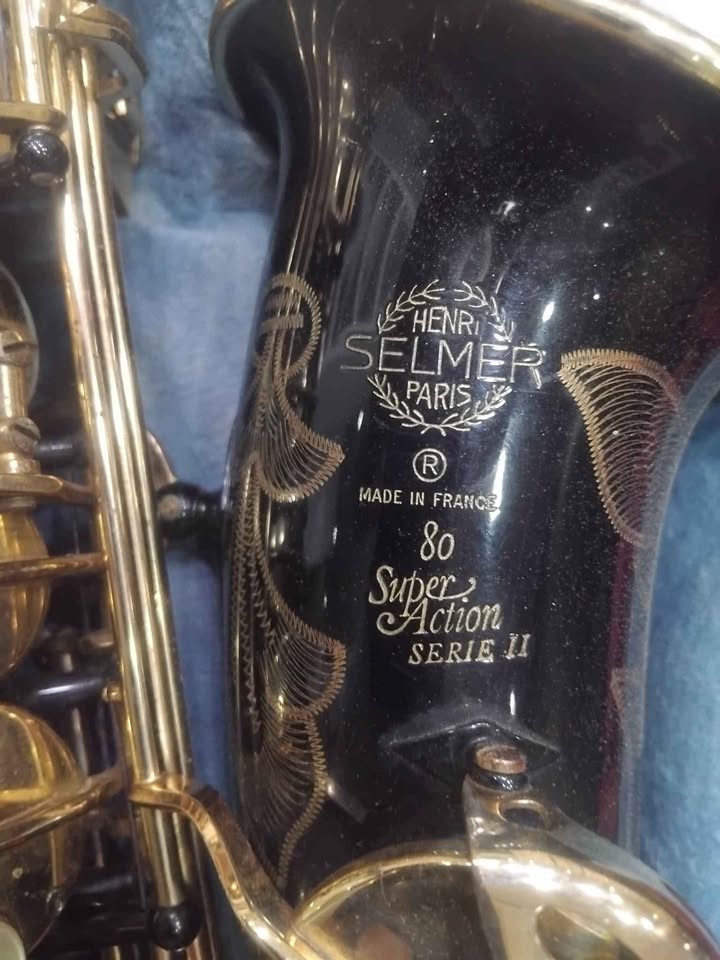 HENRI
SELMER
PARIS
®
MADE IN FRANCE
80
Super
Action
SERIE II